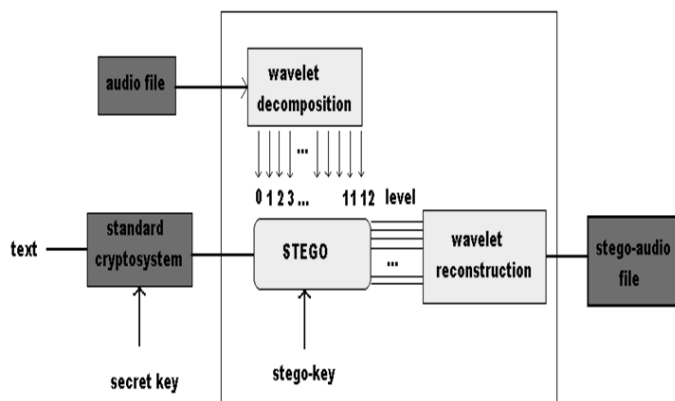 audio file
wavelet
decomposition
...
0 1 2 3 ... 11 12 level
text
standard
cryptosystem
STEGO
...
wavelet
reconstruction
stego-audio
file
secret key
stego-key